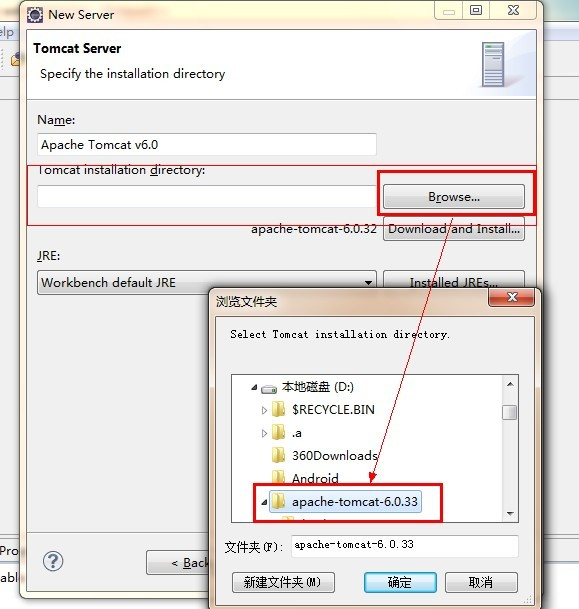 New Server
elp
Tomcat Server
Specify the installation directory
Name:
Apache Tomcat v6.0
Tomcat installation directory:
Browse...
apache-tomcat-6.0.32
Download and Install...
JRE:
Workbench default JRE
Installed JREs...
浏览文件夹
Select Tomcat installation directory.
本地磁盘 (D:)
$RECYCLE.BIN
.a
360Downloads
Android
apache-tomcat-6.0.33
文件夹(F):
apache-tomcat-6.0.33
Pro
< Back
able
新建文件夹(M)
确定
取消